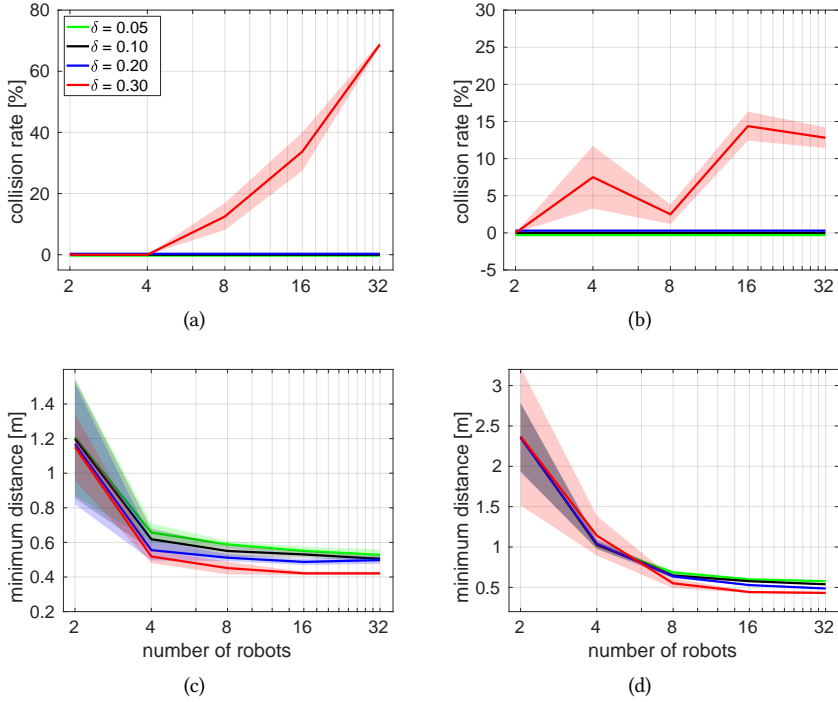 80
60
40
20
0
collision rate [%]
δ = 0.05
δ = 0.10
δ = 0.20
δ = 0.30
2 4 8 16 32
(a)
30
25
20
15
10
5
0
-5
collision rate [%]
2 4 8 16 32
(b)
1.4
1.2
1
0.8
0.6
0.4
0.2
minimum distance [m]
2 4 8 16 32
number of robots
(c)
3
2.5
2
1.5
1
0.5
minimum distance [m]
2 4 8 16 32
number of robots
(d)